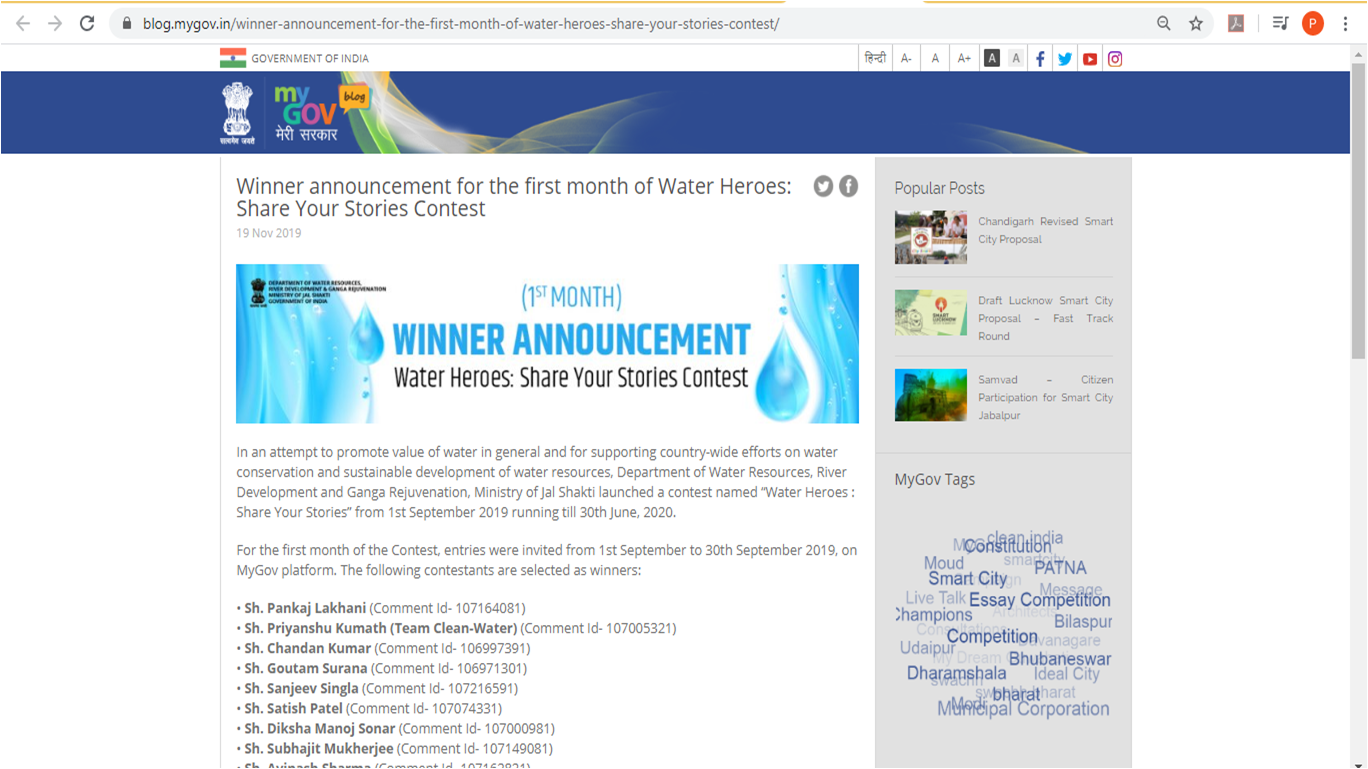 blog.mygov.in/winner-announcement-for-the-first-month-of-water-heroes-share-your-stories-contest/
P
GOVERNMENT OF INDIA
हिन्दी A- A A+ A A
सत्यमेव जयते
my
GOV
blog
मेरी सरकार
Winner announcement for the first month of Water Heroes:
Share Your Stories Contest
19 Nov 2019
DEPARTMENT OF WATER RESOURCES,
RIVER DEVELOPMENT & GANGA REJUVENATION
MINISTRY OF JAL SHAKTI
GOVERNMENT OF INDIA
(1ST MONTH)
WINNER ANNOUNCEMENT
Water Heroes: Share Your Stories Contest
In an attempt to promote value of water in general and for supporting country-wide efforts on water
conservation and sustainable development of water resources, Department of Water Resources, River
Development and Ganga Rejuvenation, Ministry of Jal Shakti launched a contest named “Water Heroes :
Share Your Stories” from 1st September 2019 running till 30th June, 2020.
For the first month of the Contest, entries were invited from 1st September to 30th September 2019, on
MyGov platform. The following contestants are selected as winners:
• Sh. Pankaj Lakhani (Comment Id- 107164081)
• Sh. Priyanshu Kumath (Team Clean-Water) (Comment Id- 107005321)
• Sh. Chandan Kumar (Comment Id- 106997391)
• Sh. Goutam Surana (Comment Id- 106971301)
• Sh. Sanjeev Singla (Comment Id- 107216591)
• Sh. Satish Patel (Comment Id- 107074331)
• Sh. Diksha Manoj Sonar (Comment Id- 107000981)
• Sh. Subhajit Mukherjee (Comment Id- 107149081)
• Sh. Avinash Sharma (Comment Id- 107162821)
Popular Posts
Chandigarh Revised Smart
City Proposal
Draft Lucknow Smart City
Proposal – Fast Track
Round
Samvad – Citizen
Participation for Smart City
Jabalpur
MyGov Tags
clean india
Constitution
smartcity
Moud
PATNA
Smart City
Message
Live Talk
Essay Competition
Architects
Champions
Bilaspur
Consultations
Competition
Davanagare
Udaipur
My Dream
Bhubaneswar
Dharamshala
Ideal City
swachh
swachh bharat
bharat
Modi
Municipal Corporation